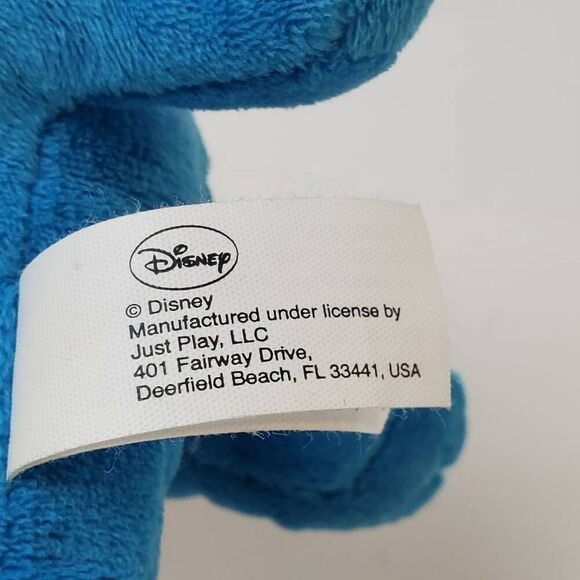 Disney
© Disney
Manufactured under license by
Just Play, LLC
401 Fairway Drive,
Deerfield Beach, FL 33441, USA